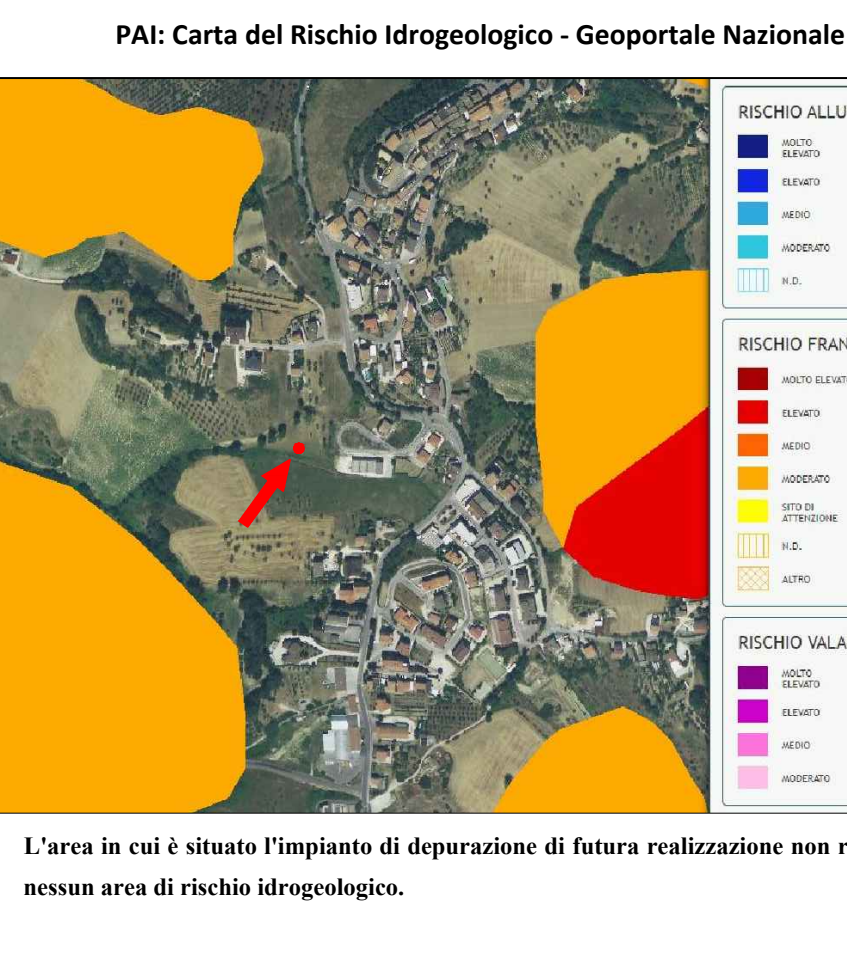 PAI: Carta del Rischio Idrogeologico - Geoportale Nazionale
RISCHIO ALLU
MOLTO
ELEVATO
ELEVATO
MEDIO
MODERATO
N.D.
RISCHIO FRAN
MOLTO ELEVAT
ELEVATO
MEDIO
MODERATO
SITO DI
ATTENZIONE
N.D.
ALTRO
RISCHIO VALA
MOLTO
ELEVATO
ELEVATO
MEDIO
MODERATO
L'area in cui è situato l'impianto di depurazione di futura realizzazione non r
nessun area di rischio idrogeologico.